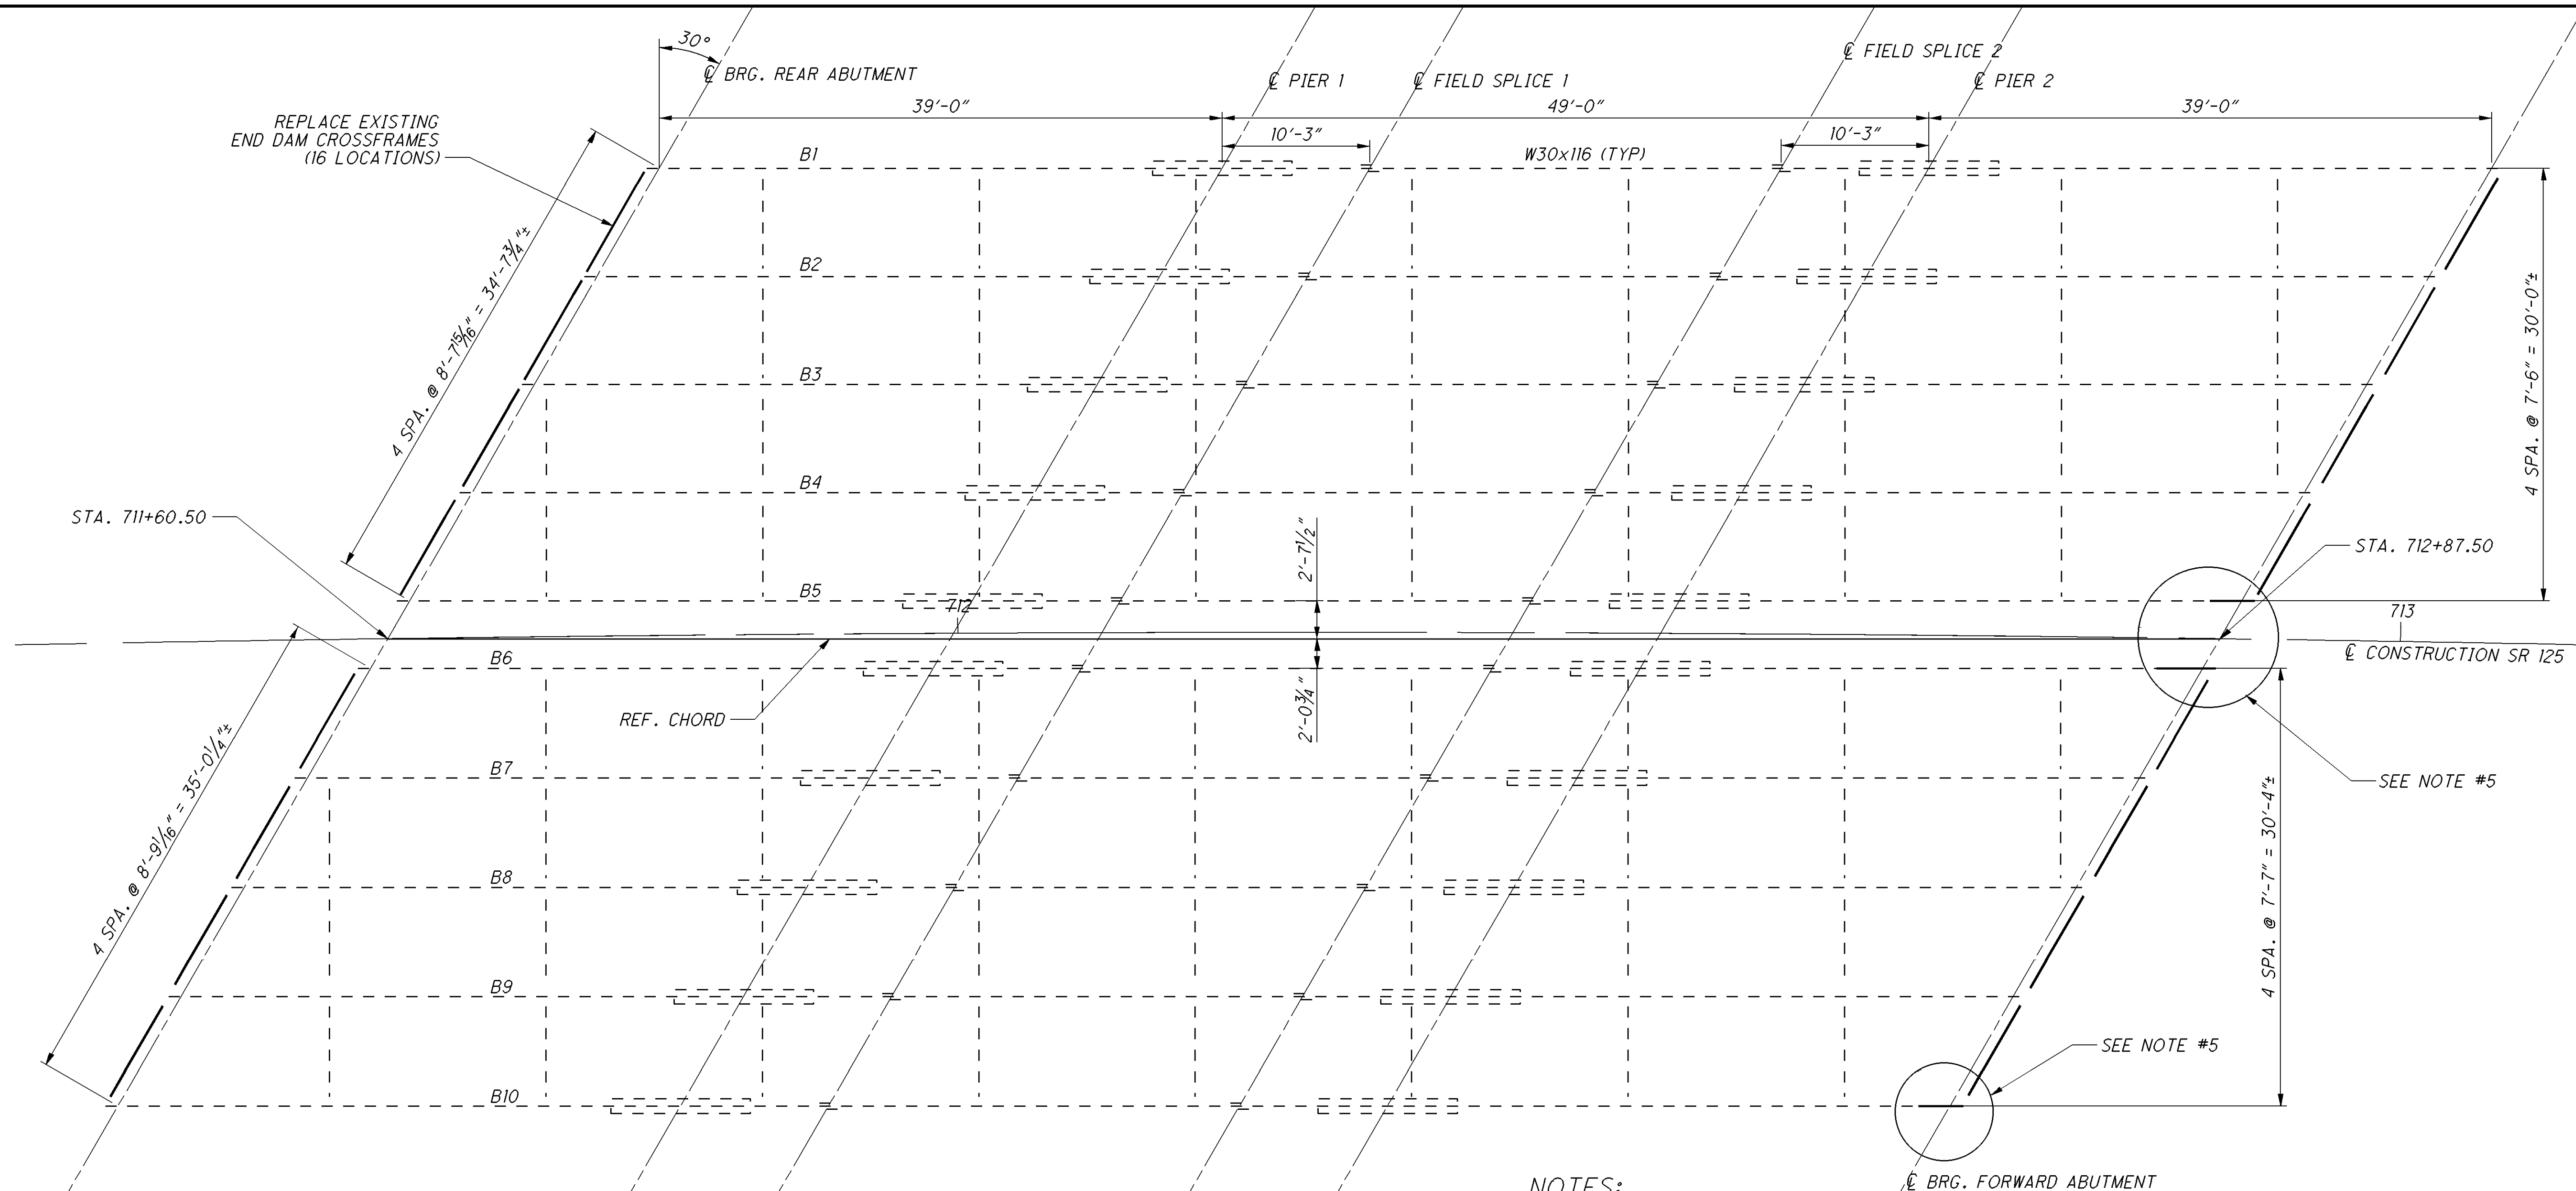 30°
℄ BRG. REAR ABUTMENT
℄ PIER 1
℄ FIELD SPLICE 1
℄ FIELD SPLICE 2
℄ PIER 2
39'-0"
49'-0"
39'-0"
10'-3"
10'-3"
REPLACE EXISTING
END DAM CROSSFRAMES
(16 LOCATIONS)
B1
W30x116 (TYP)
B2
B3
B4
B5
4 SPA. @ 8'-7 15/16" = 34'-7 3/4"±
4 SPA. @ 7'-6" = 30'-0"±
STA. 711+60.50
STA. 712+87.50
2'-7 1/2"
712
713
℄ CONSTRUCTION SR 125
B6
REF. CHORD
2'-0 3/4"
SEE NOTE #5
B7
B8
B9
B10
4 SPA. @ 8'-9 1/16" = 35'-0 1/4"±
4 SPA. @ 7'-7" = 30'-4"±
SEE NOTE #5
NOTES:
℄ BRG. FORWARD ABUTMENT